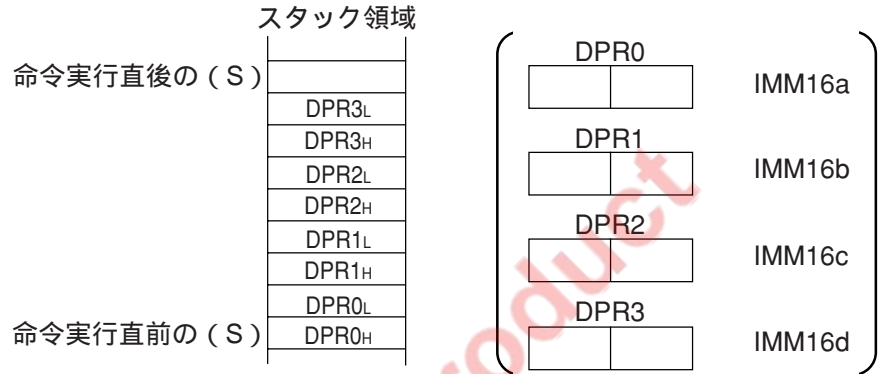 スタック領域
命令実行直後の（S）
DPR3L
DPR3H
DPR2L
DPR2H
DPR1L
DPR1H
DPR0L
命令実行直前の（S）
DPR0H
DPR0
IMM16a
DPR1
IMM16b
DPR2
IMM16c
DPR3
IMM16d
roduct